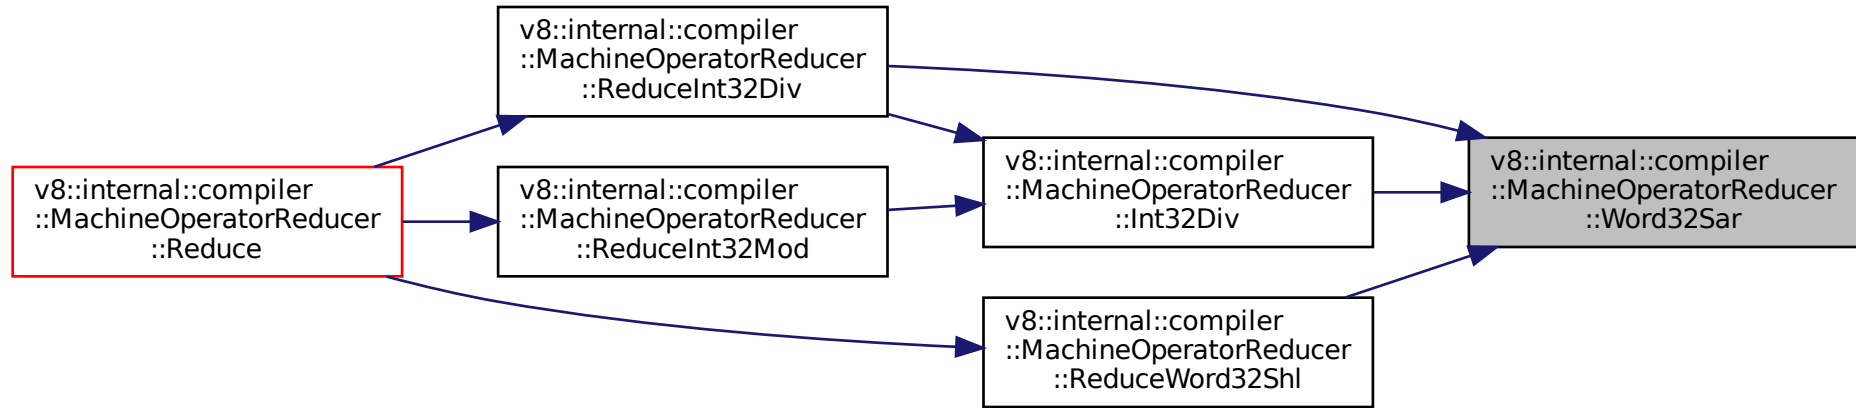 v8::internal::compiler
::MachineOperatorReducer
::ReduceInt32Div
v8::internal::compiler
::MachineOperatorReducer
::Reduce
v8::internal::compiler
::MachineOperatorReducer
::ReduceInt32Mod
v8::internal::compiler
::MachineOperatorReducer
::Int32Div
v8::internal::compiler
::MachineOperatorReducer
::Word32Sar
v8::internal::compiler
::MachineOperatorReducer
::ReduceWord32Shl